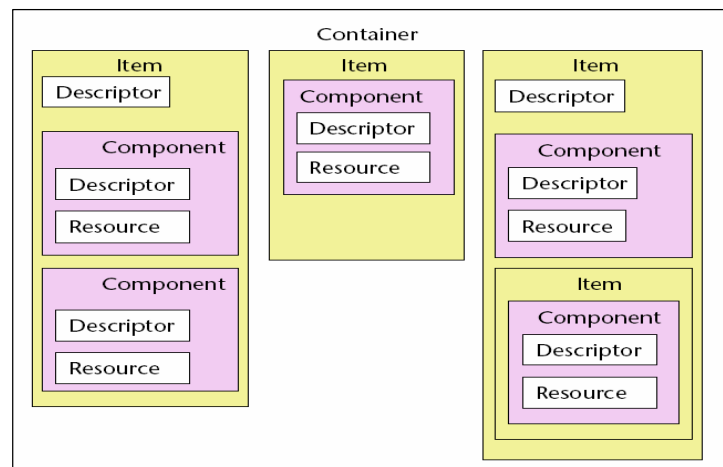 Container
Item
Descriptor
Component
Descriptor
Resource
Component
Descriptor
Resource
Item
Component
Descriptor
Resource
Item
Descriptor
Component
Descriptor
Resource
Item
Component
Descriptor
Resource